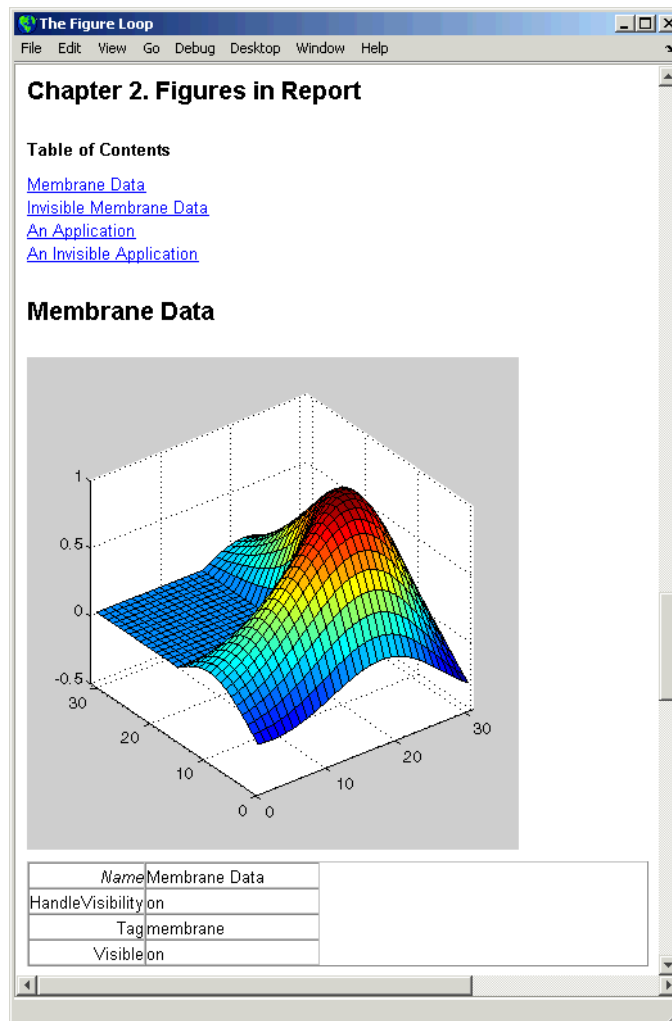 The Figure Loop
File Edit View Go Debug Desktop Window Help
Chapter 2. Figures in Report
Table of Contents
Membrane Data
Invisible Membrane Data
An Application
An Invisible Application
Membrane Data
1
0.5
0
-0.5
30
20
10
0
0
10
20
30
Name Membrane Data
HandleVisibility on
Tag membrane
Visible on